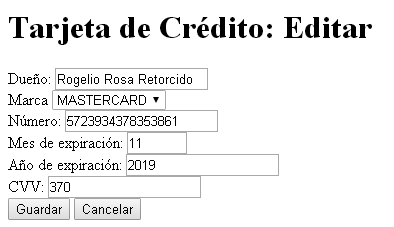 Tarjeta de Crédito: Editar
Dueño: Rogelio Rosa Retorcido
Marca MASTERCARD
Número: 5723934378353861
Mes de expiración: 11
Año de expiración: 2019
CVV: 370
Guardar Cancelar